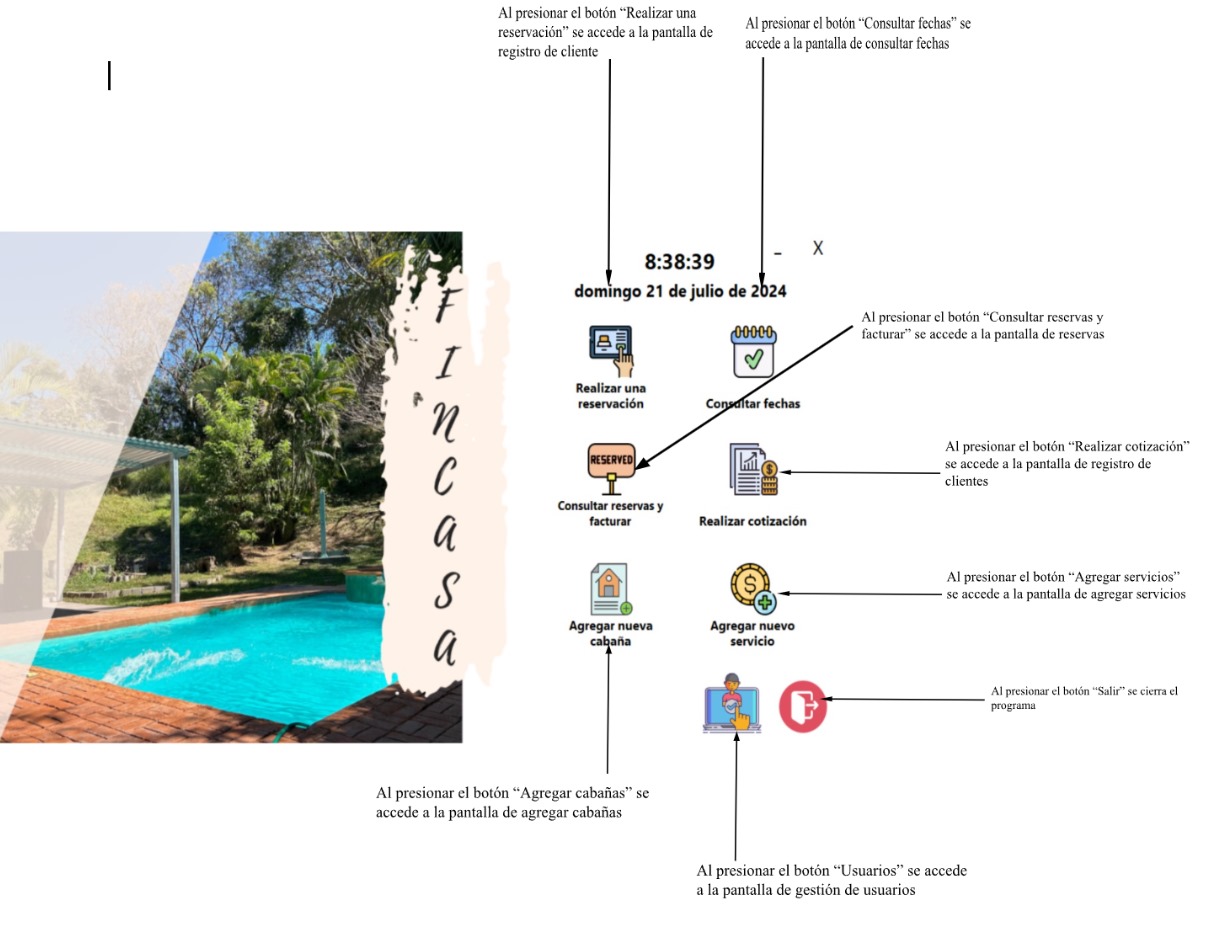 Al presionar el botón “Realizar una
reservación” se accede a la pantalla de
registro de cliente
Al presionar el botón “Consultar fechas” se
accede a la pantalla de consultar fechas
8:38:39
–
X
domingo 21 de julio de 2024
FINCASA
Al presionar el botón “Consultar reservas y
facturar” se accede a la pantalla de reservas
Realizar una
reservación
Consultar fechas
RESERVED
Consultar reservas y
facturar
Realizar cotización
Al presionar el botón “Realizar cotización”
se accede a la pantalla de registro de
clientes
Agregar nueva
cabaña
Agregar nuevo
servicio
Al presionar el botón “Agregar servicios”
se accede a la pantalla de agregar servicios
Al presionar el botón “Salir” se cierra el
programa
Al presionar el botón “Agregar cabañas” se
accede a la pantalla de agregar cabañas
Al presionar el botón “Usuarios” se accede
a la pantalla de gestión de usuarios